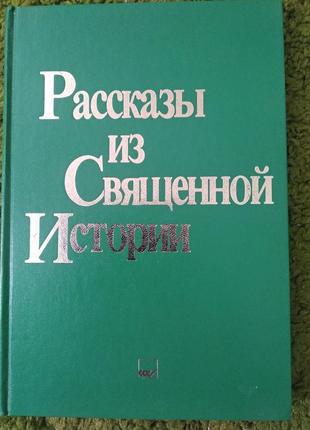 Рассказы
из
Священной
Истории